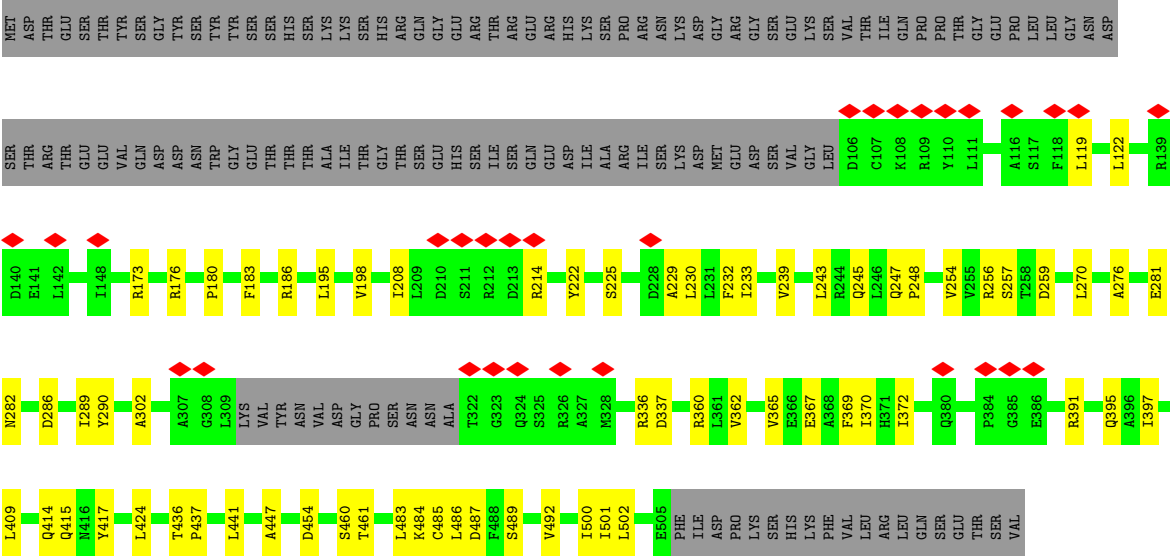 MET ASP THR GLU SER THR TYR SER GLY TYR SER TYR TYR SER SER HIS SER LYS LYS SER HIS ARG GLN GLY GLU ARG THR ARG GLU ARG HIS LYS SER PRO ARG ASN LYS ASP GLY ARG GLY SER GLU LYS SER VAL THR ILE GLN PRO PRO THR GLY GLU PRO LEU LEU GLY ASN ASP
SER THR ARG THR GLU GLU VAL GLN ASP ASP ASN TRP GLY GLU THR THR THR ALA ILE THR GLY THR SER GLU HIS SER ILE SER GLN GLU ASP ILE ALA ARG ILE SER LYS ASP MET GLU ASP SER VAL GLY LEU D106 C107 K108 R109 Y110 L111 A116 S117 F118 L119 L122 R139
D140 E141 L142 I148 R173 R176 P180 F183 R186 L195 V198 I208 L209 D210 S211 R212 D213 R214 Y222 S225 D228 A229 L230 L231 F232 I233 V239 L243 R244 Q245 L246 Q247 P248 V254 V255 R256 S257 T258 D259 L270 A276 E281
N282 D286 I289 Y290 A302 A307 G308 L309 LYS VAL TYR ASN VAL ASP GLY PRO SER ASN ASN ALA T322 G323 Q324 S325 R326 A327 M328 R336 D337 R360 L361 V362 V365 E366 E367 A368 F369 I370 H371 I372 Q380 P384 G385 E386 R391 Q395 A396 I397
L409 Q414 Q415 N416 Y417 L424 T436 P437 L441 A447 D454 S460 T461 L483 K484 C485 L486 D487 F488 S489 V492 I500 I501 L502 E505 PHE ILE ASP PRO LYS SER HIS LYS PHE VAL LEU ARG LEU GLN SER GLU THR SER VAL